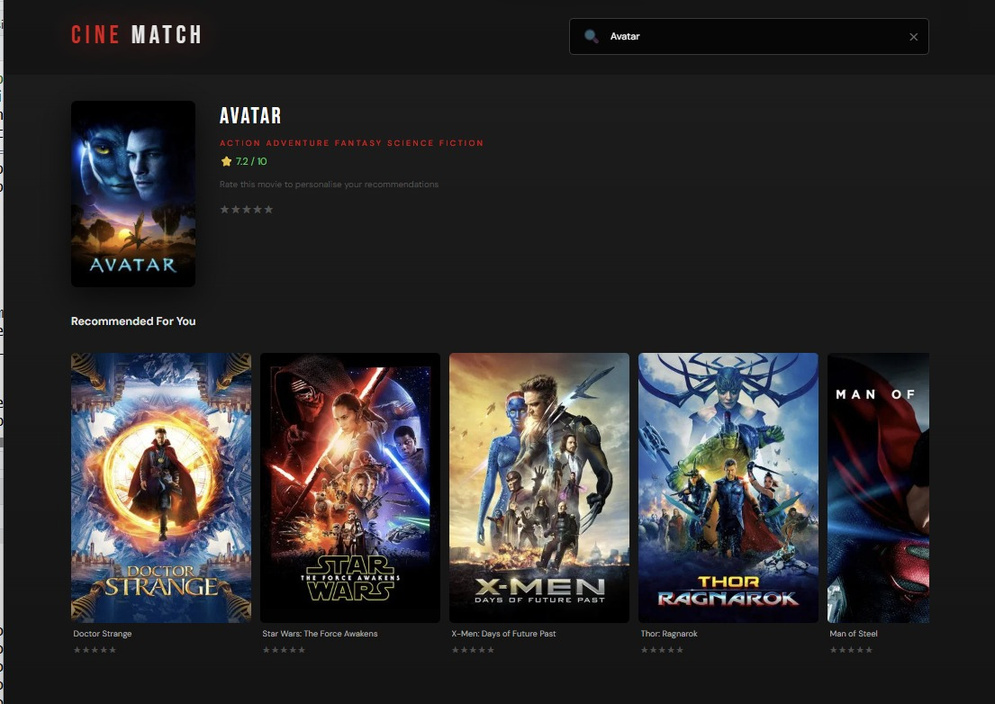 CINE MATCH
Avatar
AVATAR
AVATAR
ACTION ADVENTURE FANTASY SCIENCE FICTION
7.2 / 10
Rate this movie to personalise your recommendations
Recommended For You
DOCTOR
STRANGE
STAR
THE FORCE AWAKENS
WARS
X-MEN
DAYS OF FUTURE PAST
THOR
RAGNAROK
MAN OF
Doctor Strange
Star Wars: The Force Awakens
X-Men: Days of Future Past
Thor: Ragnarok
Man of Steel